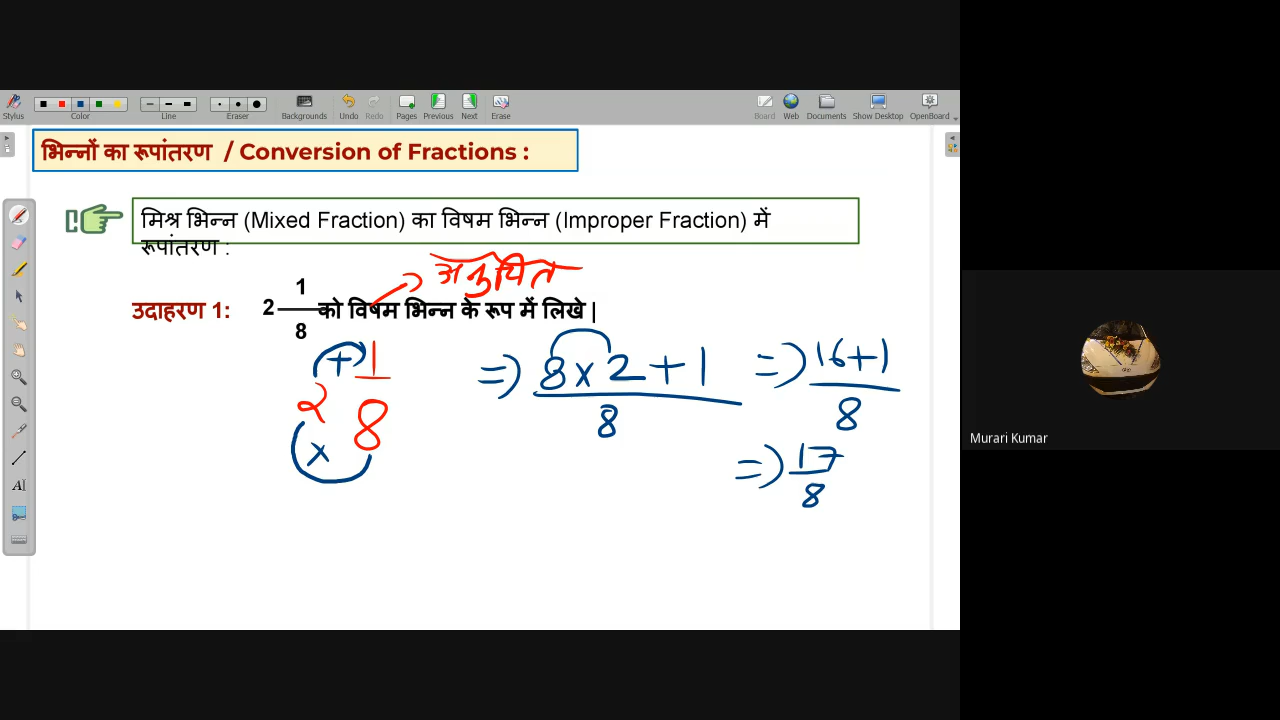 Stylus
Color
Line
Eraser
Backgrounds
Undo
Redo
Pages
Previous
Next
Erase
Board
Web
Documents
Show Desktop
OpenBoard
भिन्नों का रूपांतरण / Conversion of Fractions :
मिश्र भिन्न (Mixed Fraction) का विषम भिन्न (Improper Fraction) में
रूपांतरण :
अनुचित
उदाहरण 1: 2 1/8 को विषम भिन्न के रूप में लिखे |
+ 1
2 8
×
=> 8 × 2 + 1 / 8
=> 16 + 1 / 8
=> 17 / 8
Murari Kumar